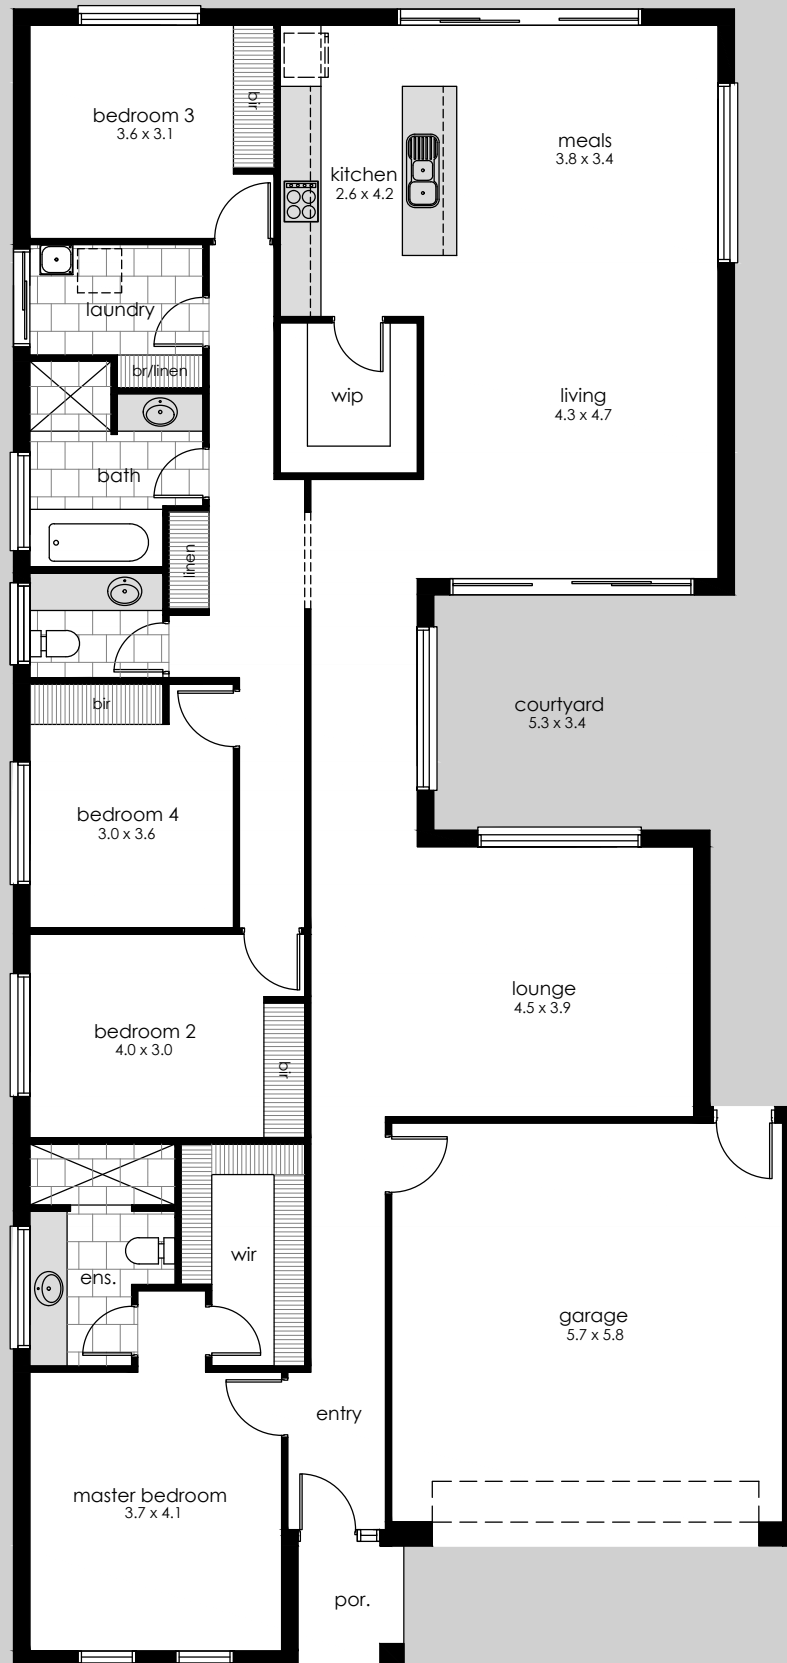 bedroom 3
3.6 x 3.1
bir
kitchen
2.6 x 4.2
meals
3.8 x 3.4
laundry
br/linen
wip
living
4.3 x 4.7
bath
linen
bir
courtyard
5.3 x 3.4
bedroom 4
3.0 x 3.6
lounge
4.5 x 3.9
bedroom 2
4.0 x 3.0
bir
wir
ens.
garage
5.7 x 5.8
entry
master bedroom
3.7 x 4.1
por.